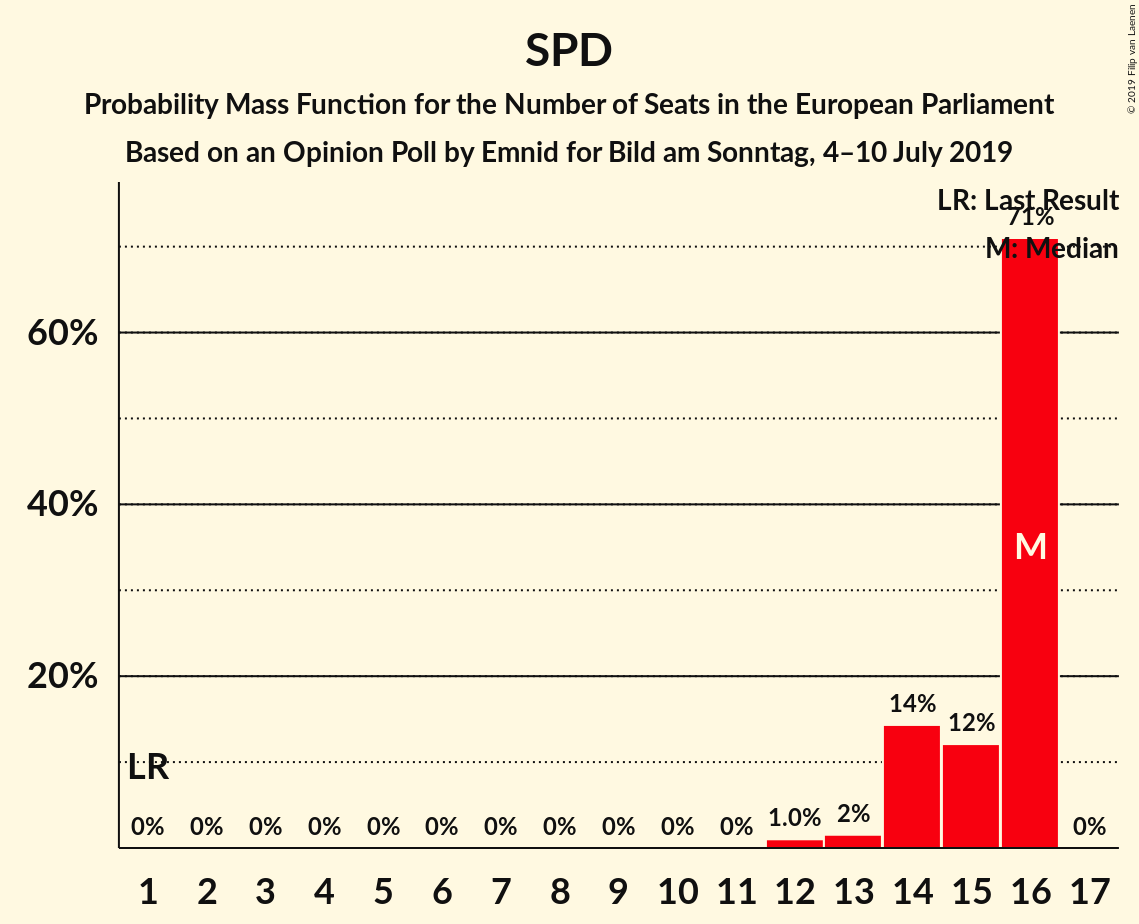 © 2019 Filip van Laenen
SPD
Probability Mass Function for the Number of Seats in the European Parliament
Based on an Opinion Poll by Emnid for Bild am Sonntag, 4–10 July 2019
LR: Last Result
71%
M: Median
60%
40%
M
20%
14%
12%
LR
0% 0% 0% 0% 0% 0% 0% 0% 0% 0% 0% 1.0% 2% 0%
1 2 3 4 5 6 7 8 9 10 11 12 13 14 15 16 17